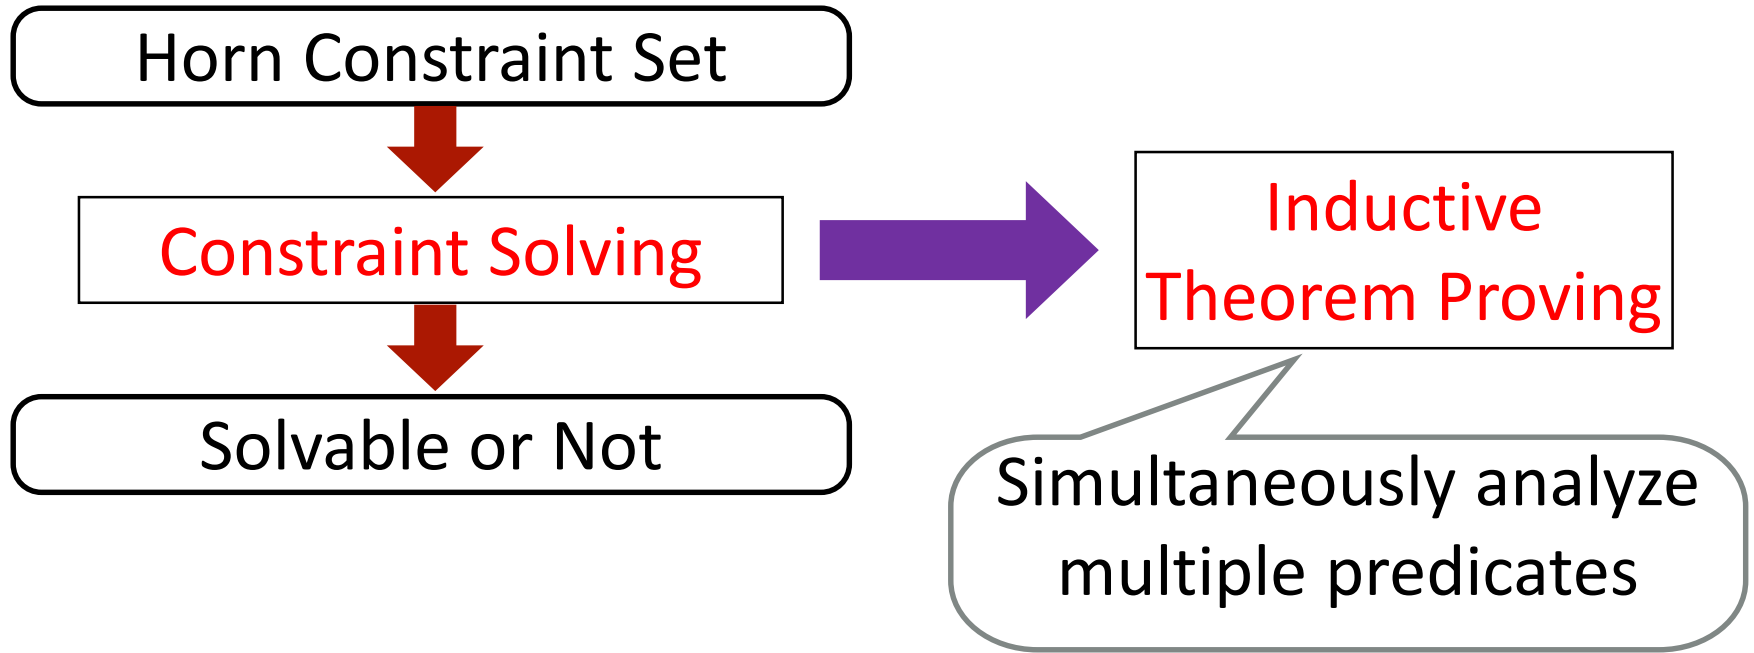 Horn Constraint Set
Constraint Solving
Solvable or Not
Inductive
Theorem Proving
Simultaneously analyze
multiple predicates